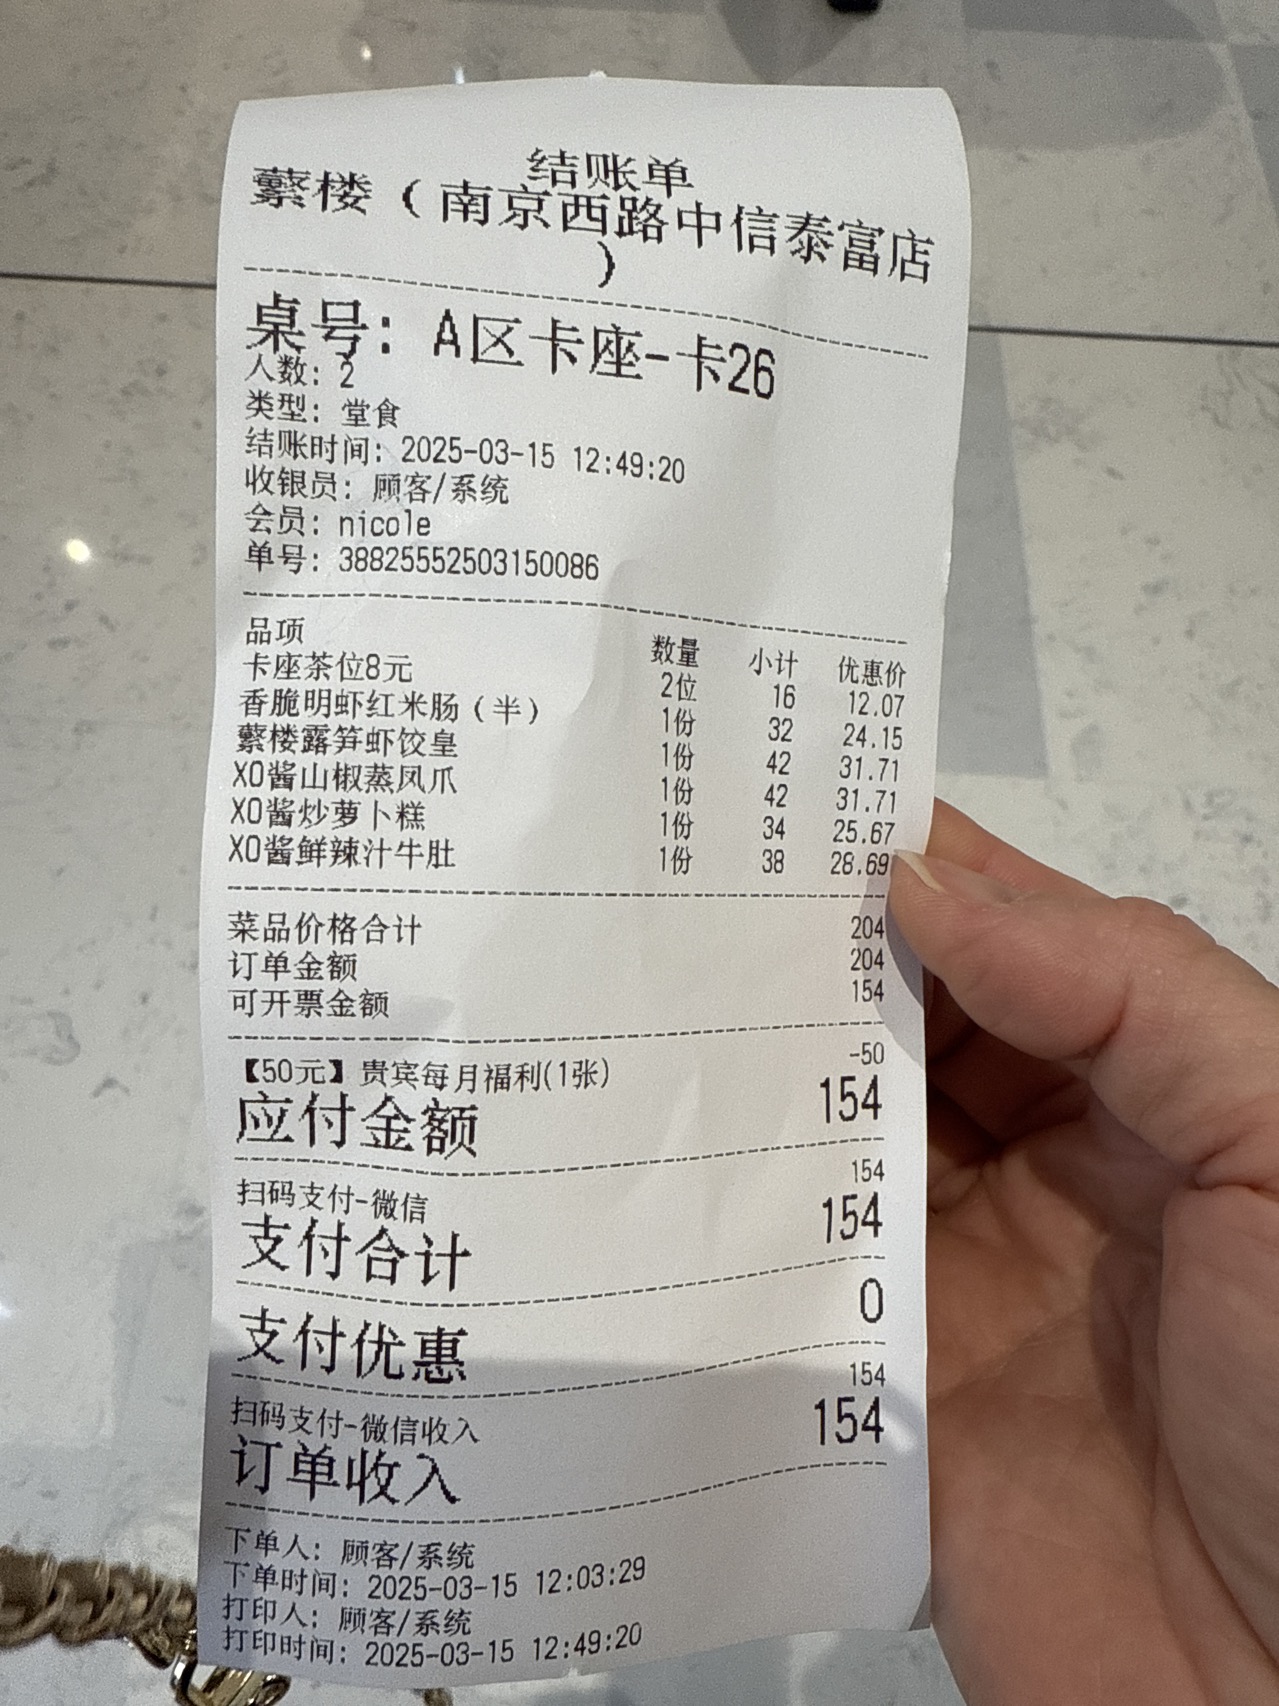 结账单
蘩楼（南京西路中信泰富店
）
桌号：A区卡座-卡26
人数：2
类型：堂食
结账时间：2025-03-15 12:49:20
收银员：顾客/系统
会员：nicole
单号：38825552503150086
品项 数量 小计 优惠价
卡座茶位8元 2位 16 12.07
香脆明虾红米肠（半） 1份 32 24.15
蘩楼露笋虾饺皇 1份 42 31.71
XO酱山椒蒸凤爪 1份 42 31.71
XO酱炒萝卜糕 1份 34 25.67
XO酱鲜辣汁牛肚 1份 38 28.69
菜品价格合计 204
订单金额 204
可开票金额 154
【50元】贵宾每月福利(1张) -50
应付金额 154
扫码支付-微信 154
支付合计 154
支付优惠 0
扫码支付-微信收入 154
订单收入 154
下单人：顾客/系统
下单时间：2025-03-15 12:03:29
打印人：顾客/系统
打印时间：2025-03-15 12:49:20